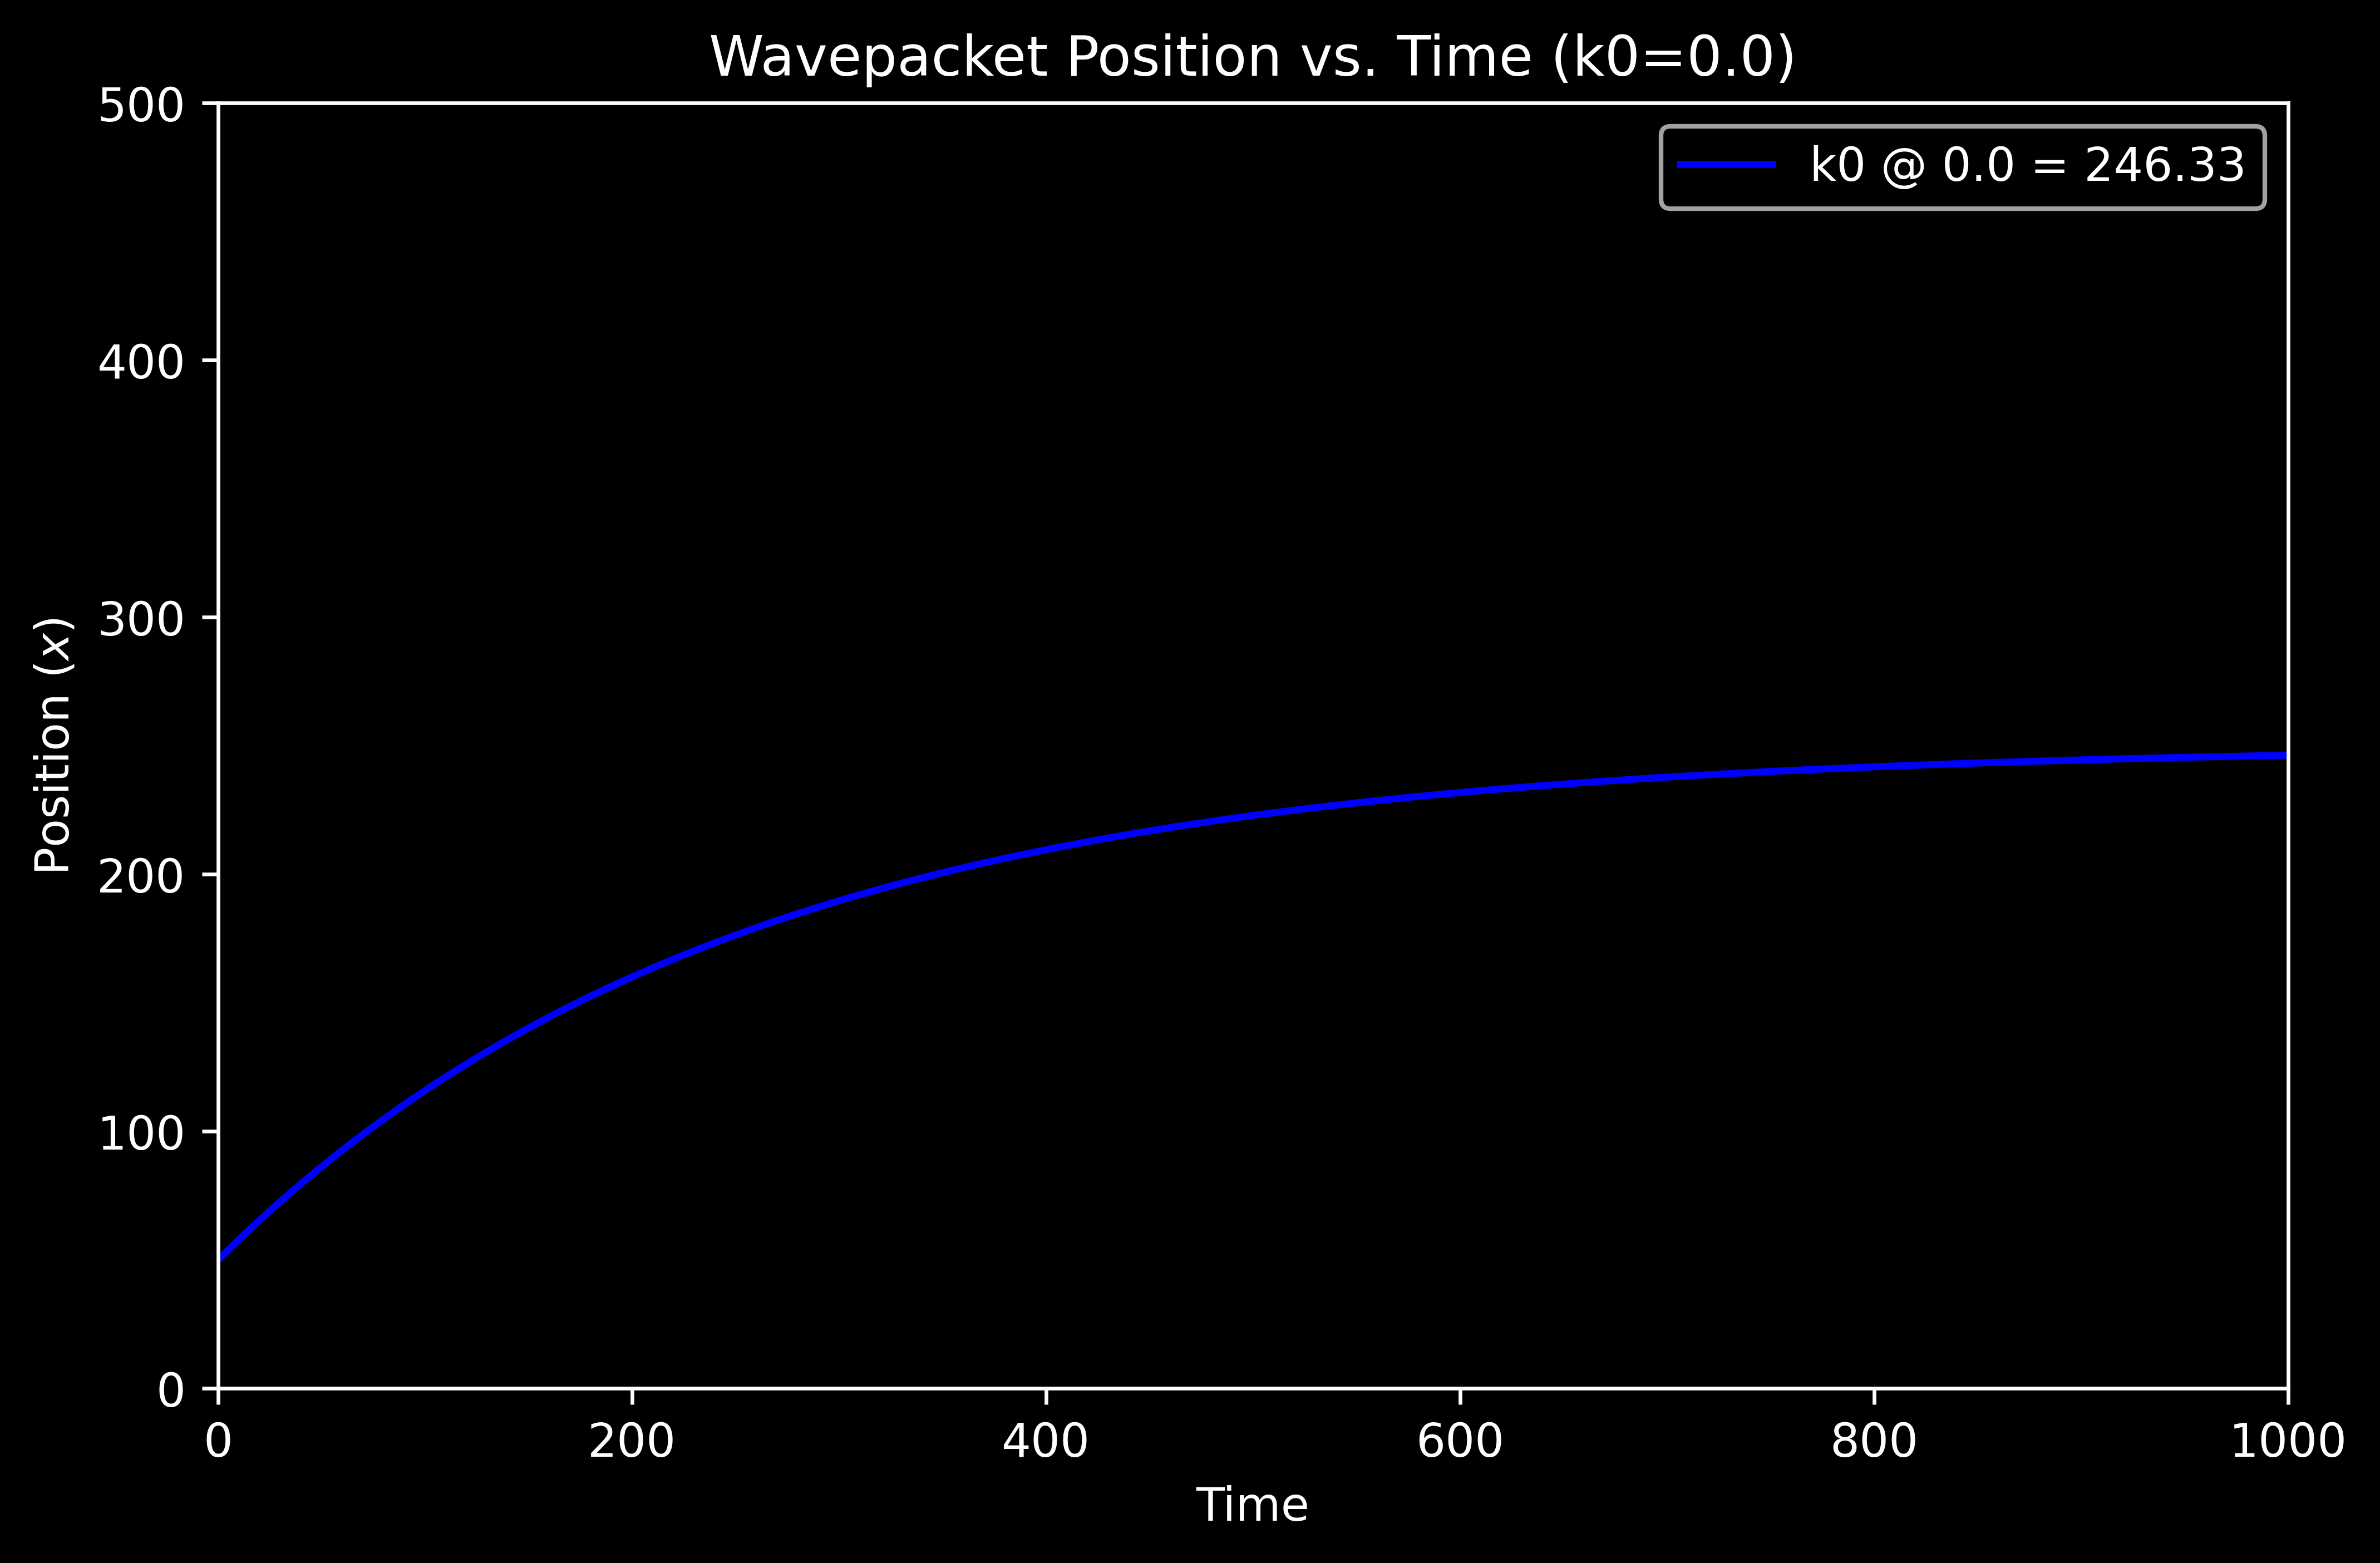 Wavepacket Position vs. Time (k0=0.0)
k0 @ 0.0 = 246.33
Position (x)
500
400
300
200
100
0
0 200 400 600 800 1000
Time